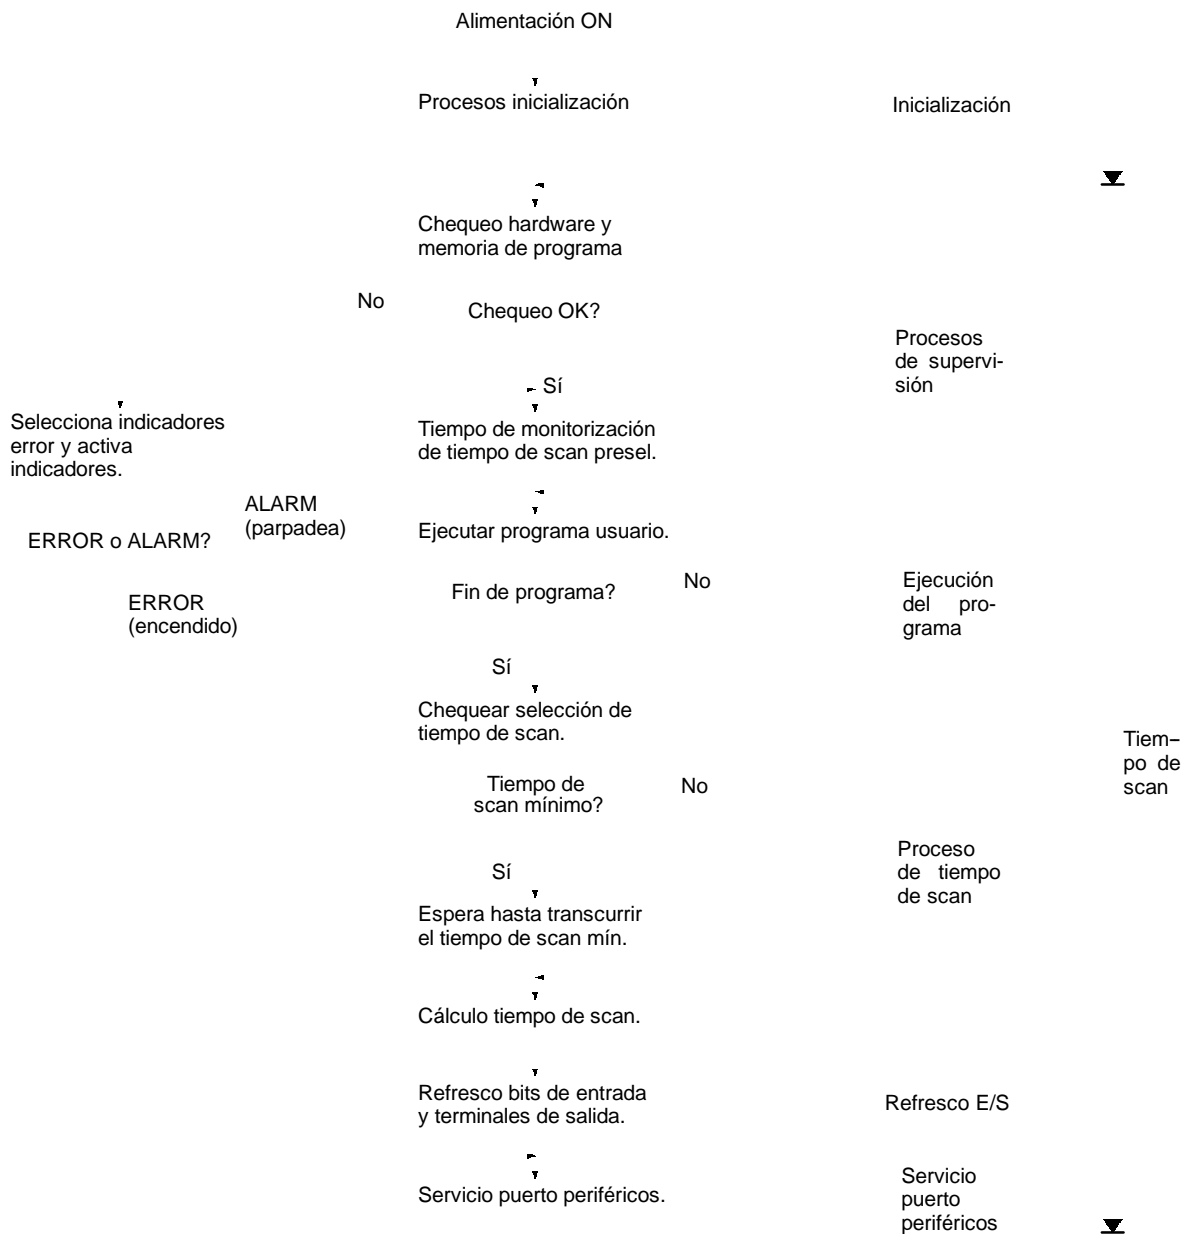 Alimentación ON
Procesos inicialización
Inicialización
Chequeo hardware y
memoria de programa
No
Chequeo OK?
Procesos
de supervi-
sión
Sí
Selecciona indicadores
error y activa
indicadores.
Tiempo de monitorización
de tiempo de scan presel.
ALARM
(parpadea)
ERROR o ALARM?
Ejecutar programa usuario.
Fin de programa?
No
Ejecución
del pro-
grama
ERROR
(encendido)
Sí
Chequear selección de
tiempo de scan.
Tiem-
po de
scan
Tiempo de
scan mínimo?
No
Proceso
de tiempo
de scan
Sí
Espera hasta transcurrir
el tiempo de scan mín.
Cálculo tiempo de scan.
Refresco bits de entrada
y terminales de salida.
Refresco E/S
Servicio puerto periféricos.
Servicio
puerto
periféricos